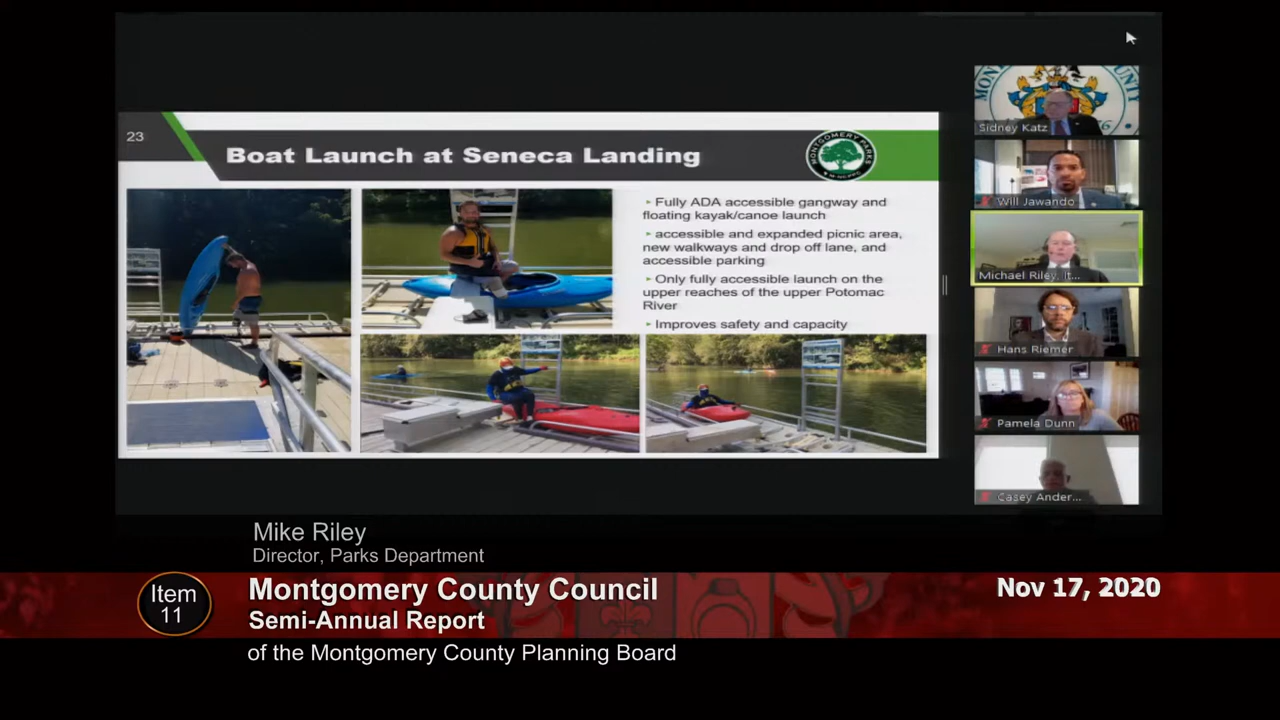 23
Boat Launch at Seneca Landing
MONTGOMERY PARKS
M-NCPPC
Fully ADA accessible gangway and
floating kayak/canoe launch
accessible and expanded picnic area,
new walkways and drop off lane, and
accessible parking
Only fully accessible launch on the
upper reaches of the upper Potomac
River
Improves safety and capacity
Sidney Katz
Will Jawando
Michael Riley, It...
Hans Riemer
Pamela Dunn
Casey Ander...
Mike Riley
Director, Parks Department
Item
11
Montgomery County Council
Semi-Annual Report
of the Montgomery County Planning Board
Nov 17, 2020